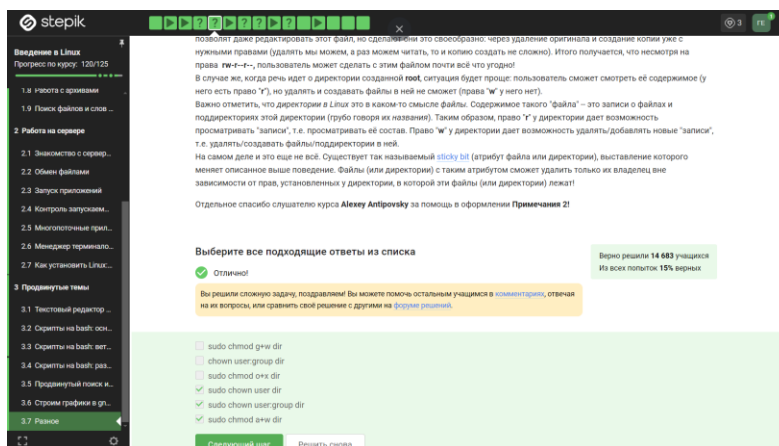 stepik
3
ГЕ
1
Введение в Linux
Прогресс по курсу: 120/125
1.8 Работа с архивами
1.9 Поиск файлов и слов ...
2 Работа на сервере
2.1 Знакомство с сервер...
2.2 Обмен файлами
2.3 Запуск приложений
2.4 Контроль запускаем...
2.5 Многопоточные прил...
2.6 Менеджер терминало...
2.7 Как установить Linux:...
3 Продвинутые темы
3.1 Текстовый редактор ...
3.2 Скрипты на bash: осн...
3.3 Скрипты на bash: вет...
3.4 Скрипты на bash: раз...
3.5 Продвинутый поиск и...
3.6 Строим графики в gn...
3.7 Разное
позволят даже редактировать этот файл, но сделают они это своеобразно: через удаление оригинала и создание копии уже с
нужными правами (удалять мы можем, а раз можем читать, то и копию создать не сложно). Итого получается, что несмотря на
права rw-r--r--, пользователь может сделать с этим файлом почти всё что угодно!
В случае же, когда речь идет о директории созданной root, ситуация будет проще: пользователь сможет смотреть её содержимое (у
него есть право "r"), но удалять и создавать файлы в ней не сможет (права "w" у него нет).
Важно отметить, что директории в Linux это в каком-то смысле файлы. Содержимое такого "файла" – это записи о файлах и
поддиректориях этой директории (грубо говоря их названия). Таким образом, право "r" у директории дает возможность
просматривать "записи", т.е. просматривать её состав. Право "w" у директории дает возможность удалять/добавлять новые "записи",
т.е. удалять/создавать файлы/поддиректории в ней.
На самом деле и это еще не всё. Существует так называемый sticky bit (атрибут файла или директории), выставление которого
меняет описанное выше поведение. Файлы (или директории) с таким атрибутом сможет удалить только их владелец вне
зависимости от прав, установленных у директории, в которой эти файлы (или директории) лежат!
Отдельное спасибо слушателю курса Alexey Antipovsky за помощь в оформлении Примечания 2!
Выберите все подходящие ответы из списка
Отлично!
Верно решили 14 683 учащихся
Из всех попыток 15% верных
Вы решили сложную задачу, поздравляем! Вы можете помочь остальным учащимся в комментариях, отвечая
на их вопросы, или сравнить своё решение с другими на форуме решений.
sudo chmod g+w dir
chown user:group dir
sudo chmod o+x dir
sudo chown user dir
sudo chown user:group dir
sudo chmod a+w dir
Следующий шаг
Решить снова